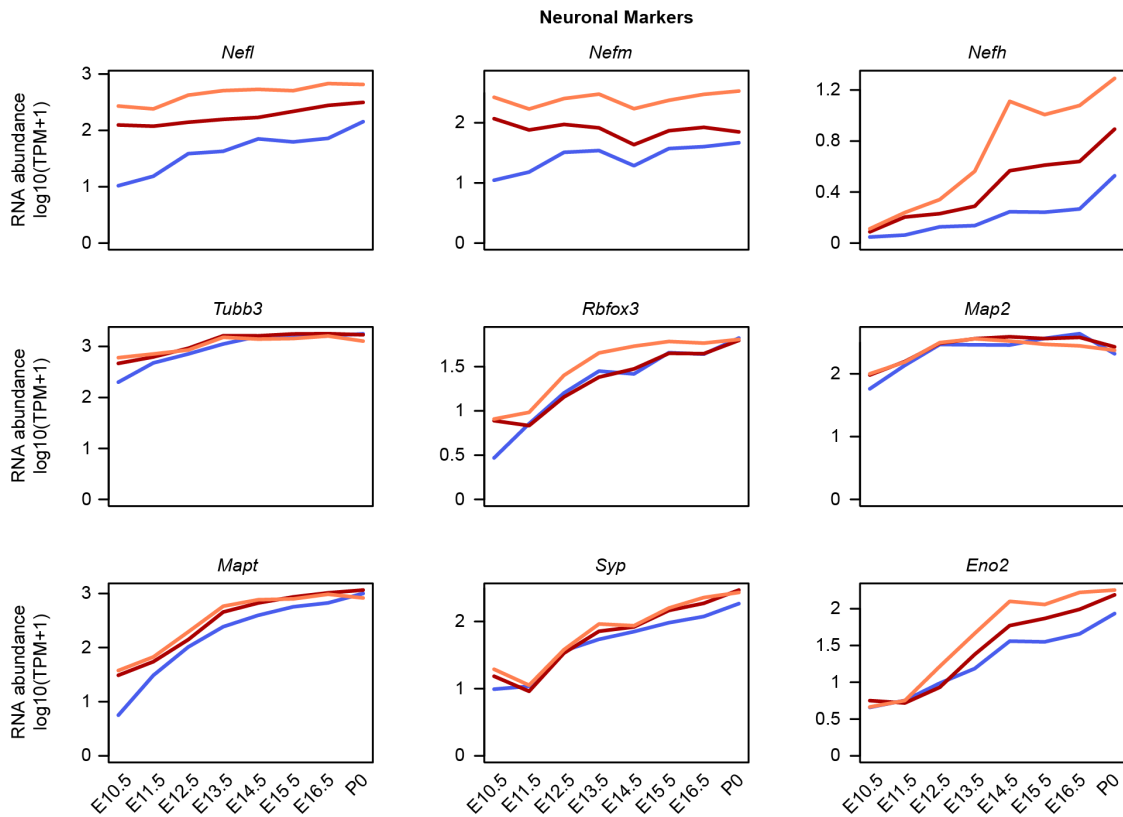 Neuronal Markers
Nefl
Nefm
Nefh
RNA abundance
log10(TPM+1)
3
2
1
0
2
1
0
1.2
0.8
0.4
0
Tubb3
Rbfox3
Map2
RNA abundance
log10(TPM+1)
3
2
1
0
1.5
1
0.5
0
2
1
0
Mapt
Syp
Eno2
RNA abundance
log10(TPM+1)
3
2
1
0
2
1
0
2
1.5
1
0.5
0
E10.5
E11.5
E12.5
E13.5
E14.5
E15.5
E16.5
P0
E10.5
E11.5
E12.5
E13.5
E14.5
E15.5
E16.5
P0
E10.5
E11.5
E12.5
E13.5
E14.5
E15.5
E16.5
P0